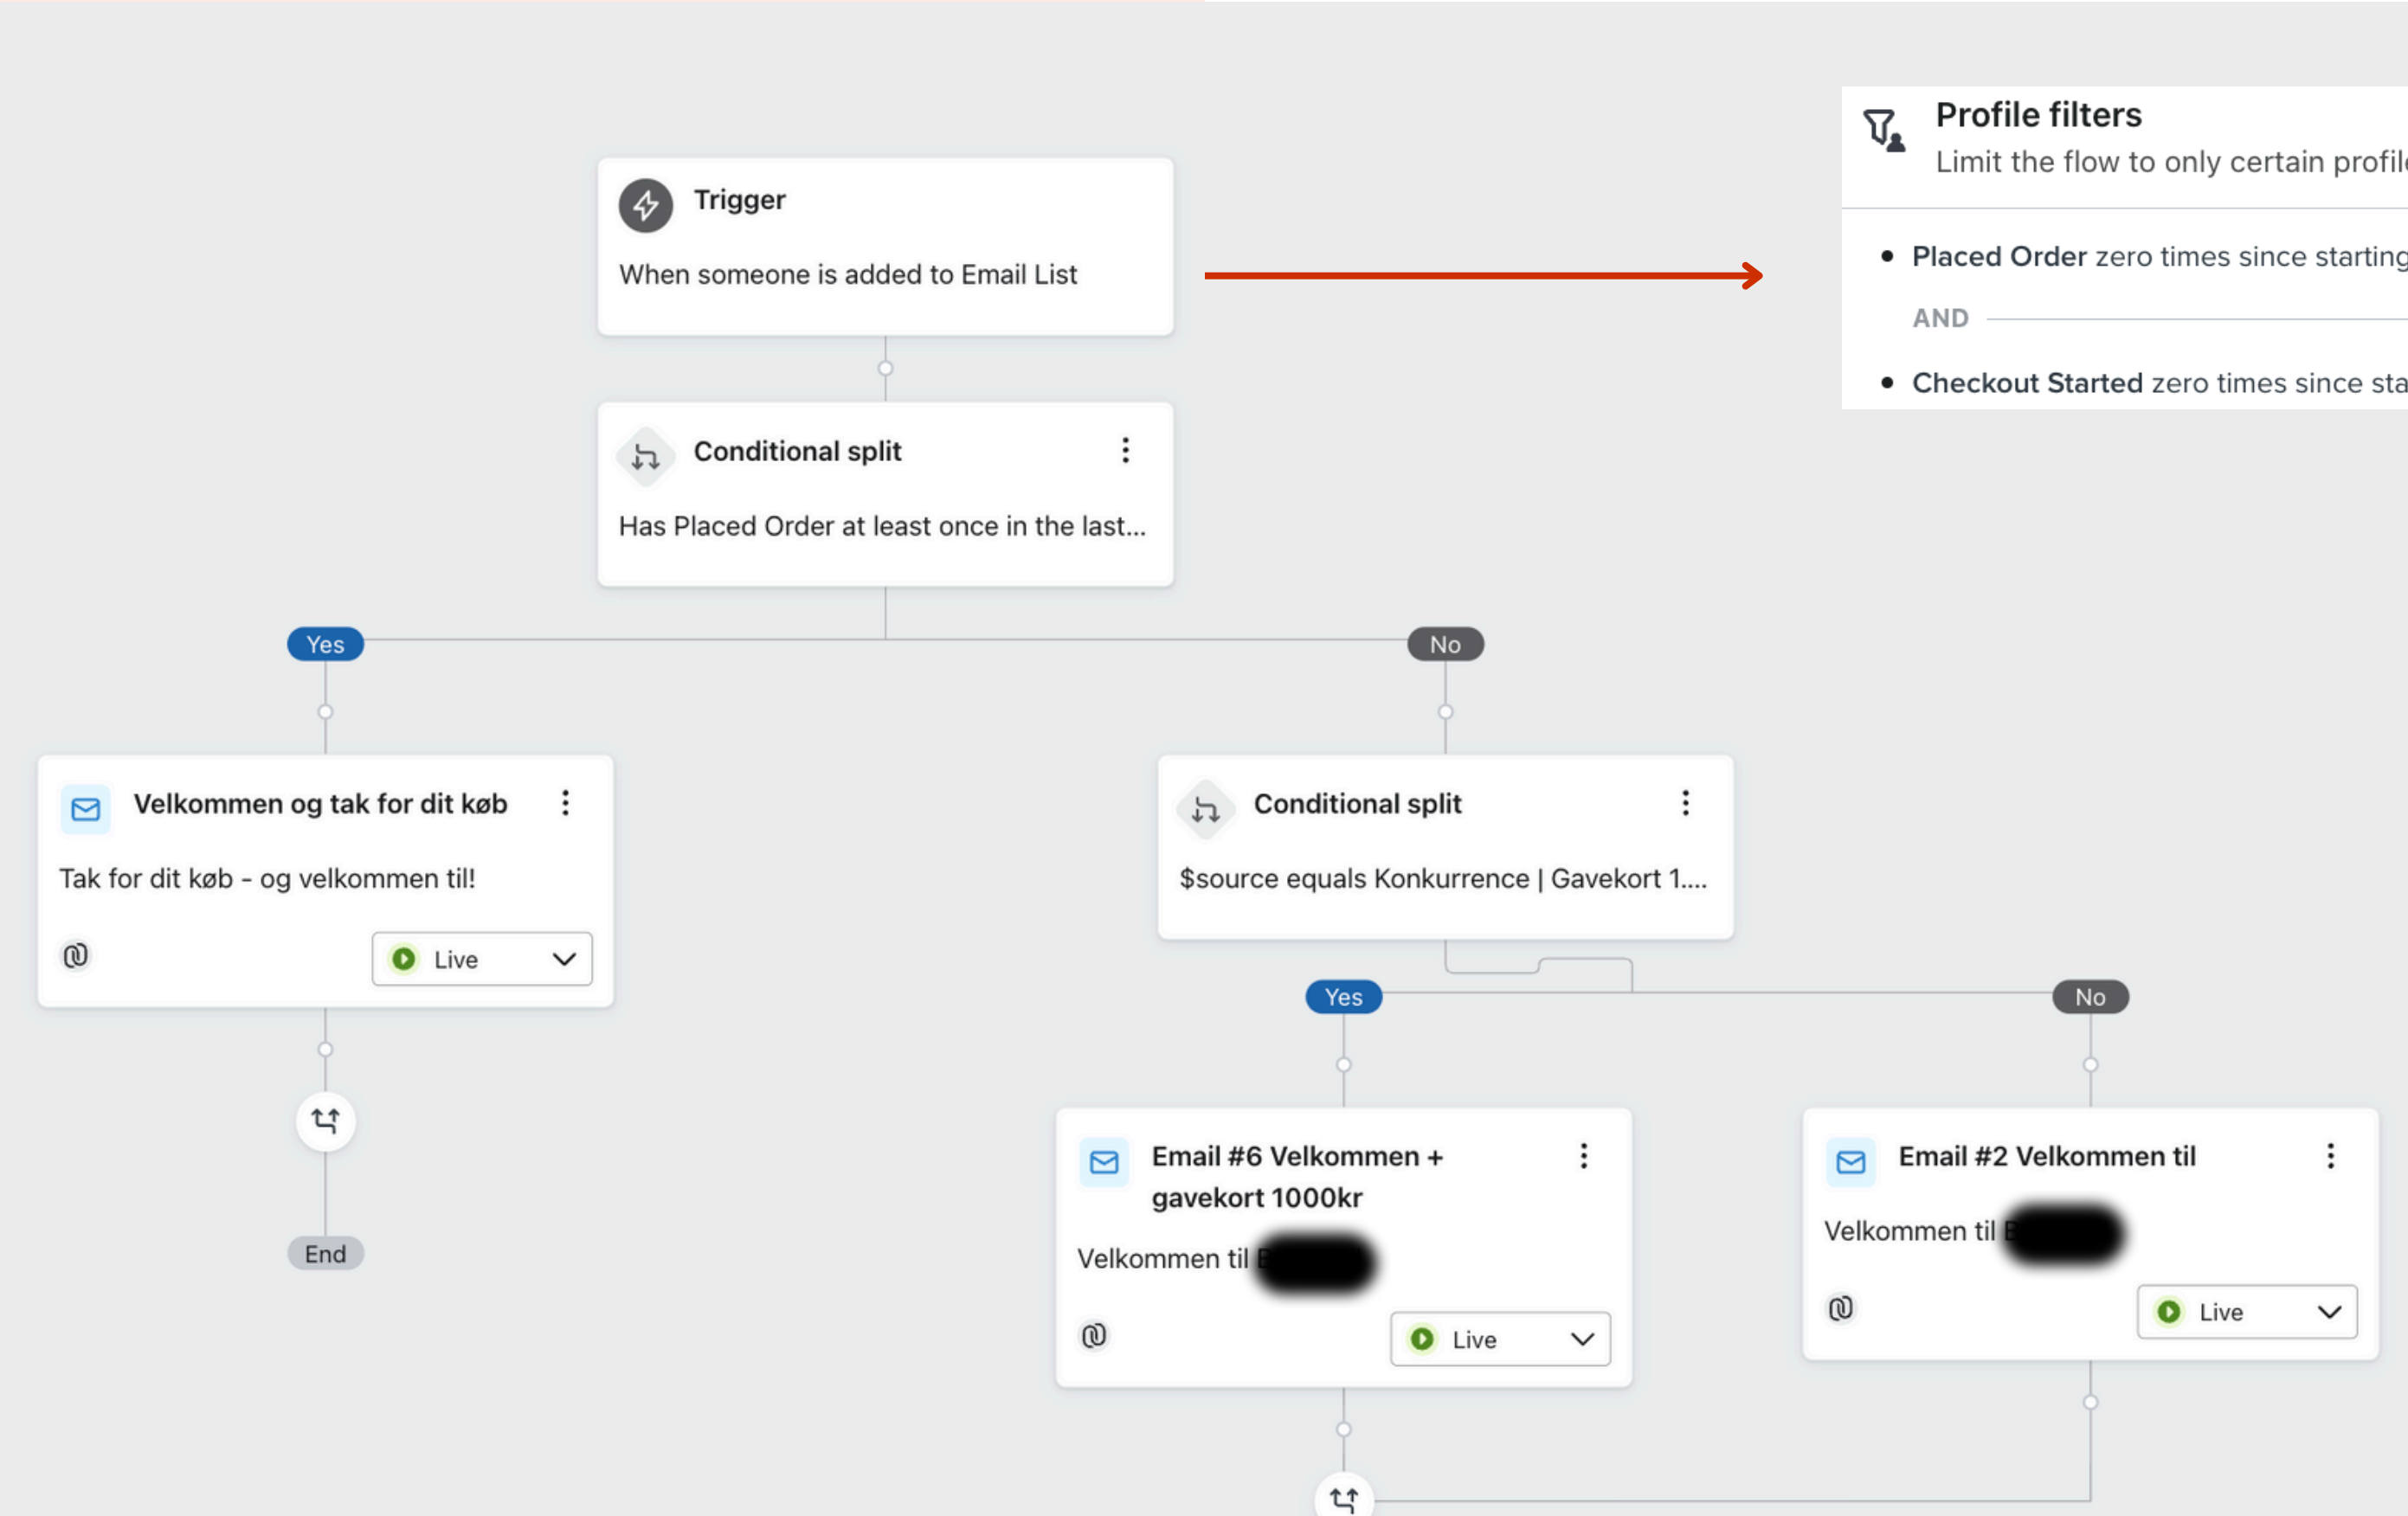 Trigger
When someone is added to Email List
Profile filters
Limit the flow to only certain
Placed Order zero times since starting
AND
Checkout Started zero times since
Conditional split
Has Placed Order at least once in the last...
Yes
No
Velkommen og tak for dit køb
Tak for dit køb - og velkommen til!
Live
Conditional split
$source equals Konkurrence | Gavekort 1....
Yes
No
End
Email #6 Velkommen +
gavekort 1000kr
Velkommen til
Live
Email #2 Velkommen til
Velkommen til
Live